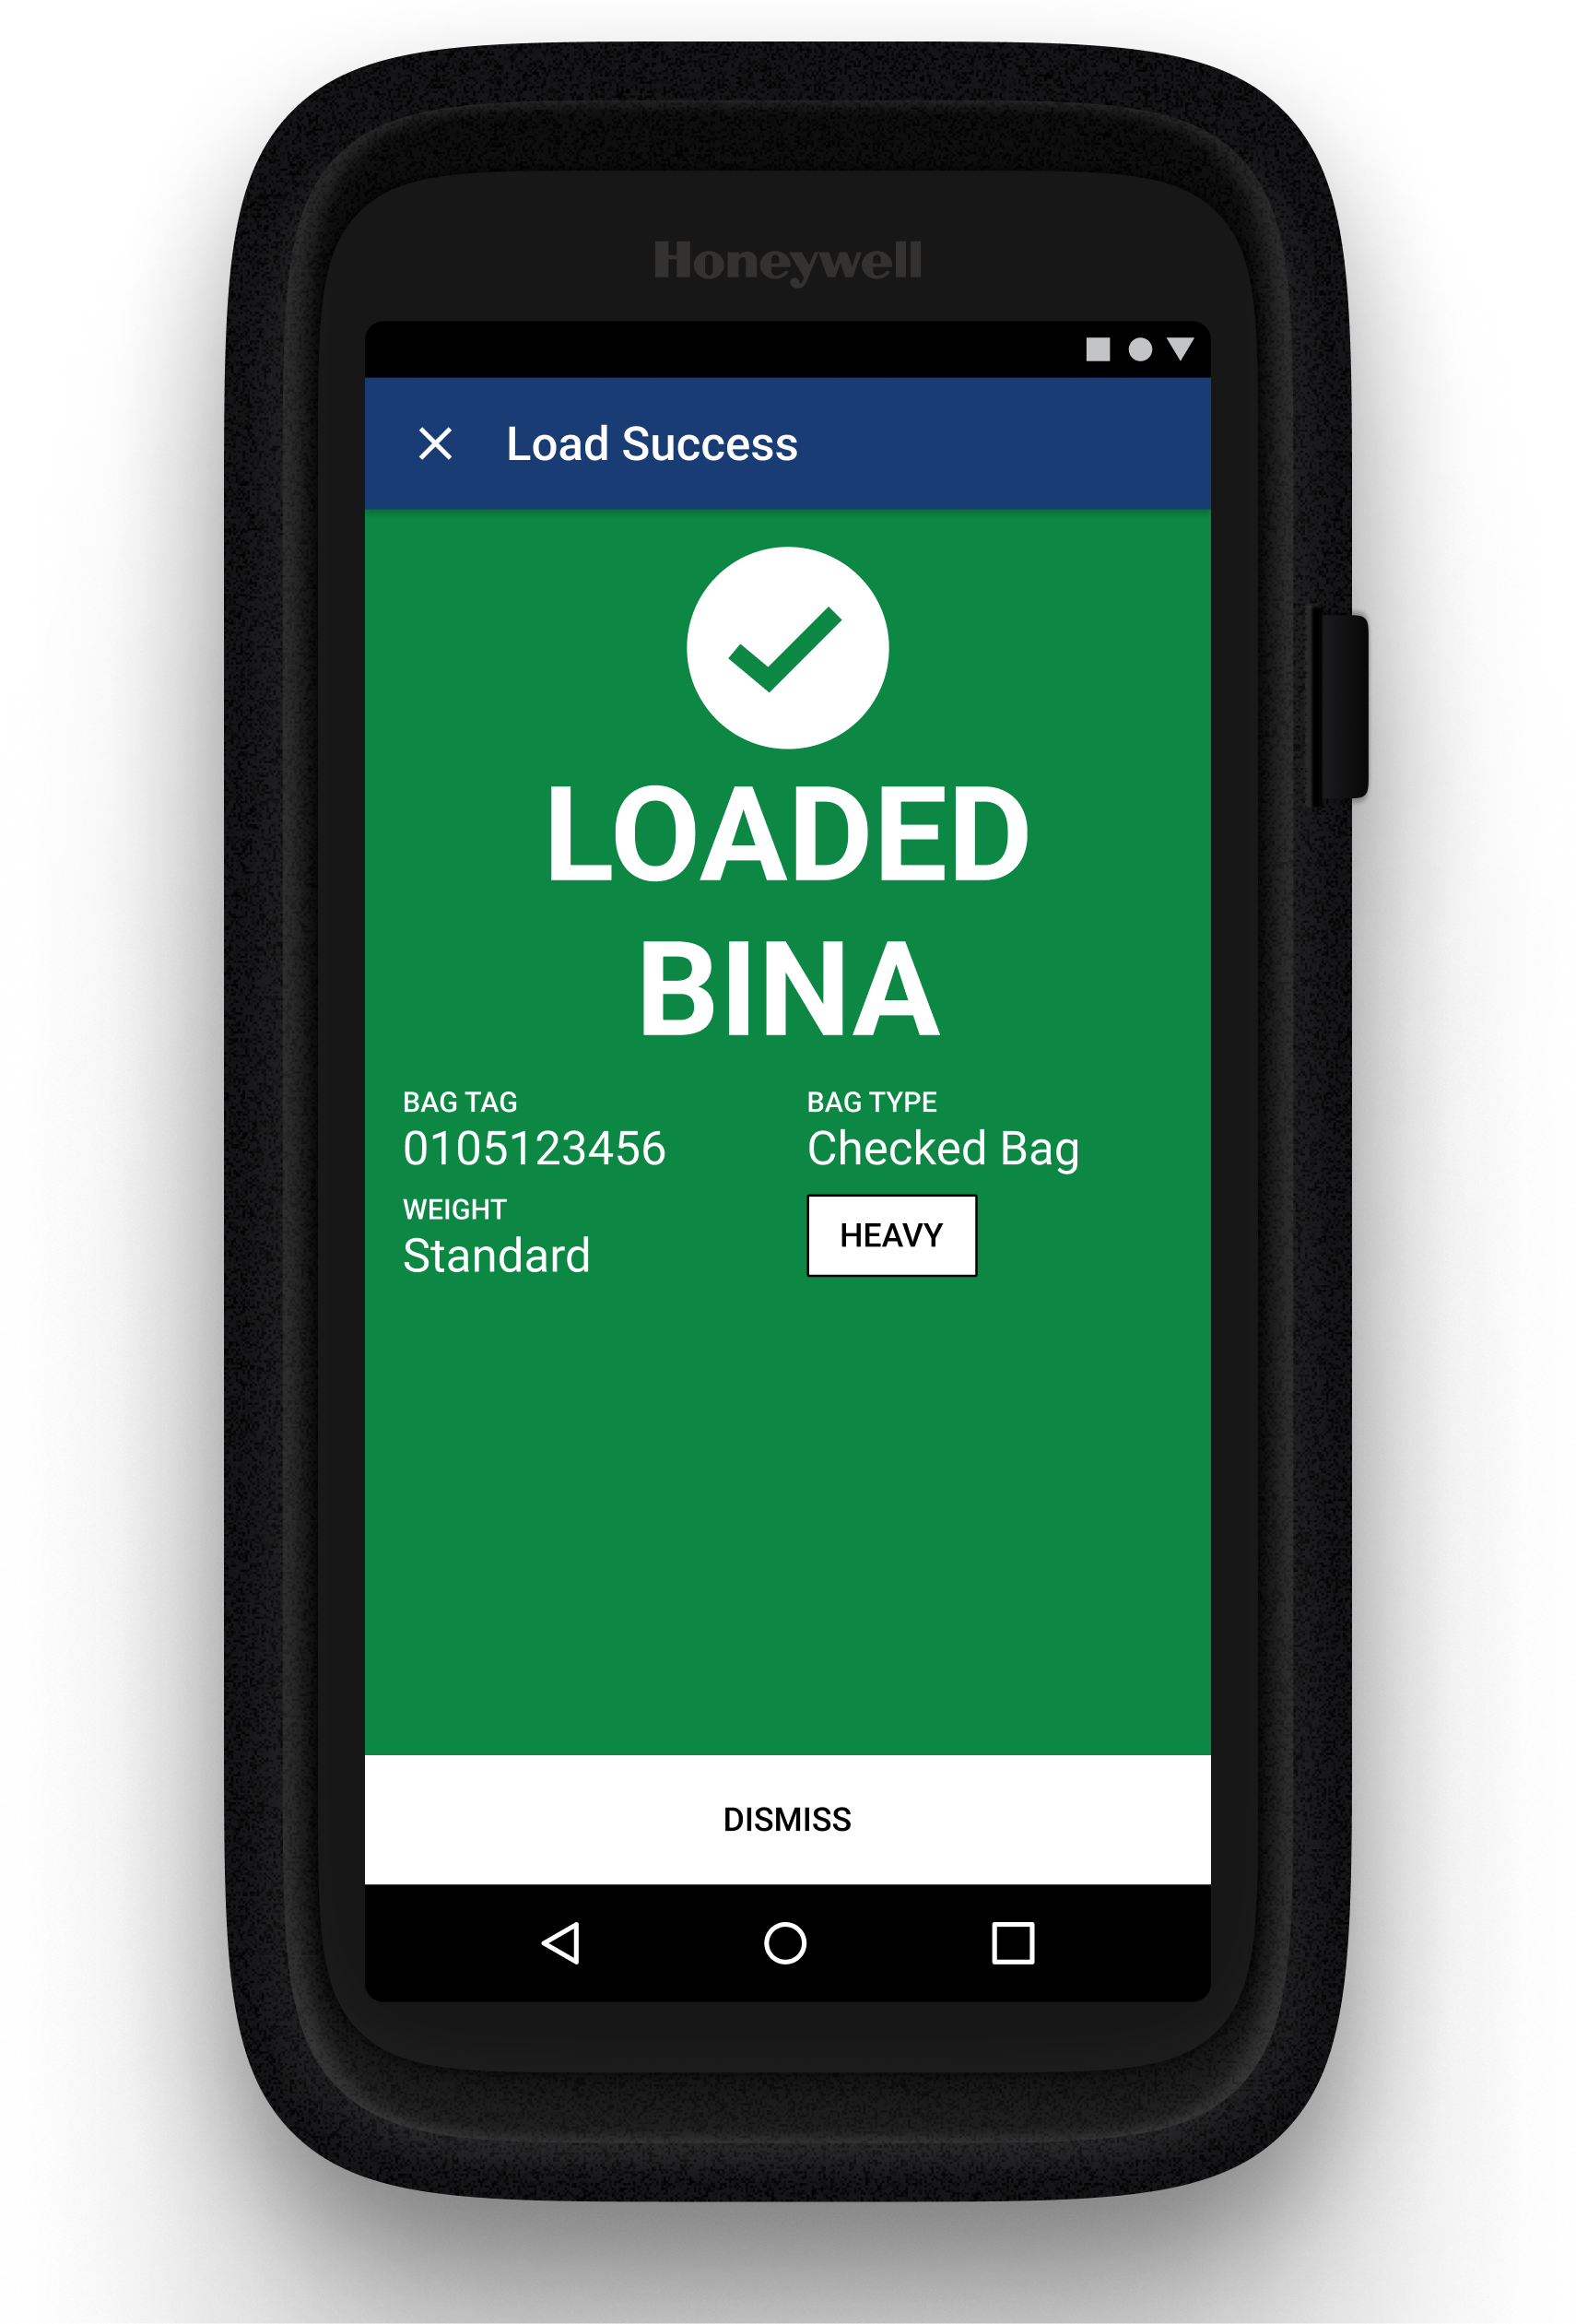 Honeywell
Load Success
LOADED
BINA
BAG TAG
0105123456
BAG TYPE
Checked Bag
WEIGHT
Standard
HEAVY
DISMISS